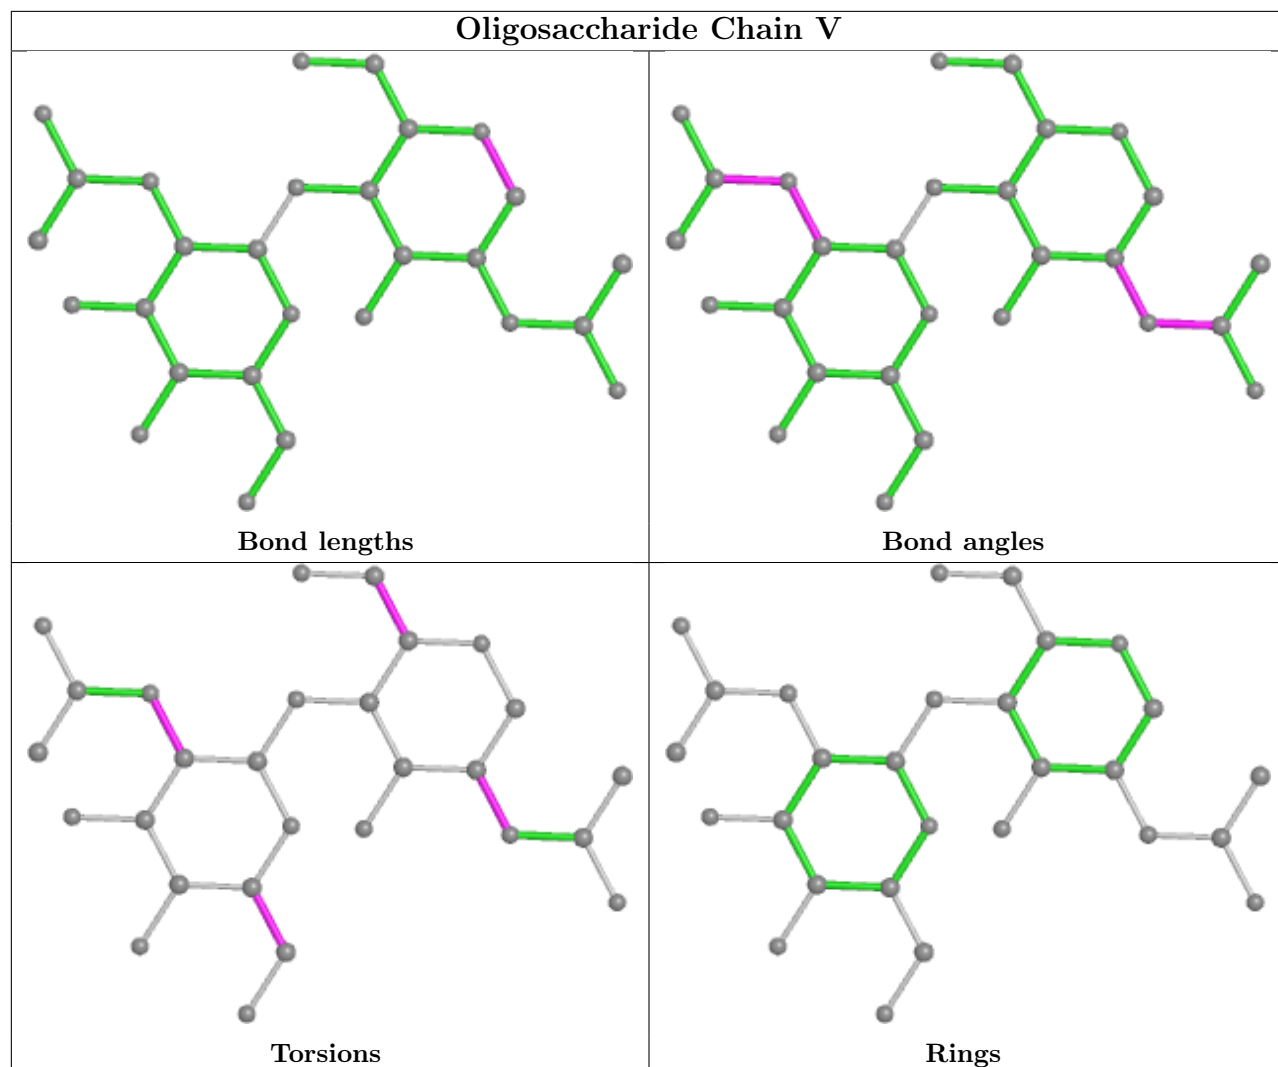 Oligosaccharide Chain V
Bond lengths
Bond angles
Torsions
Rings